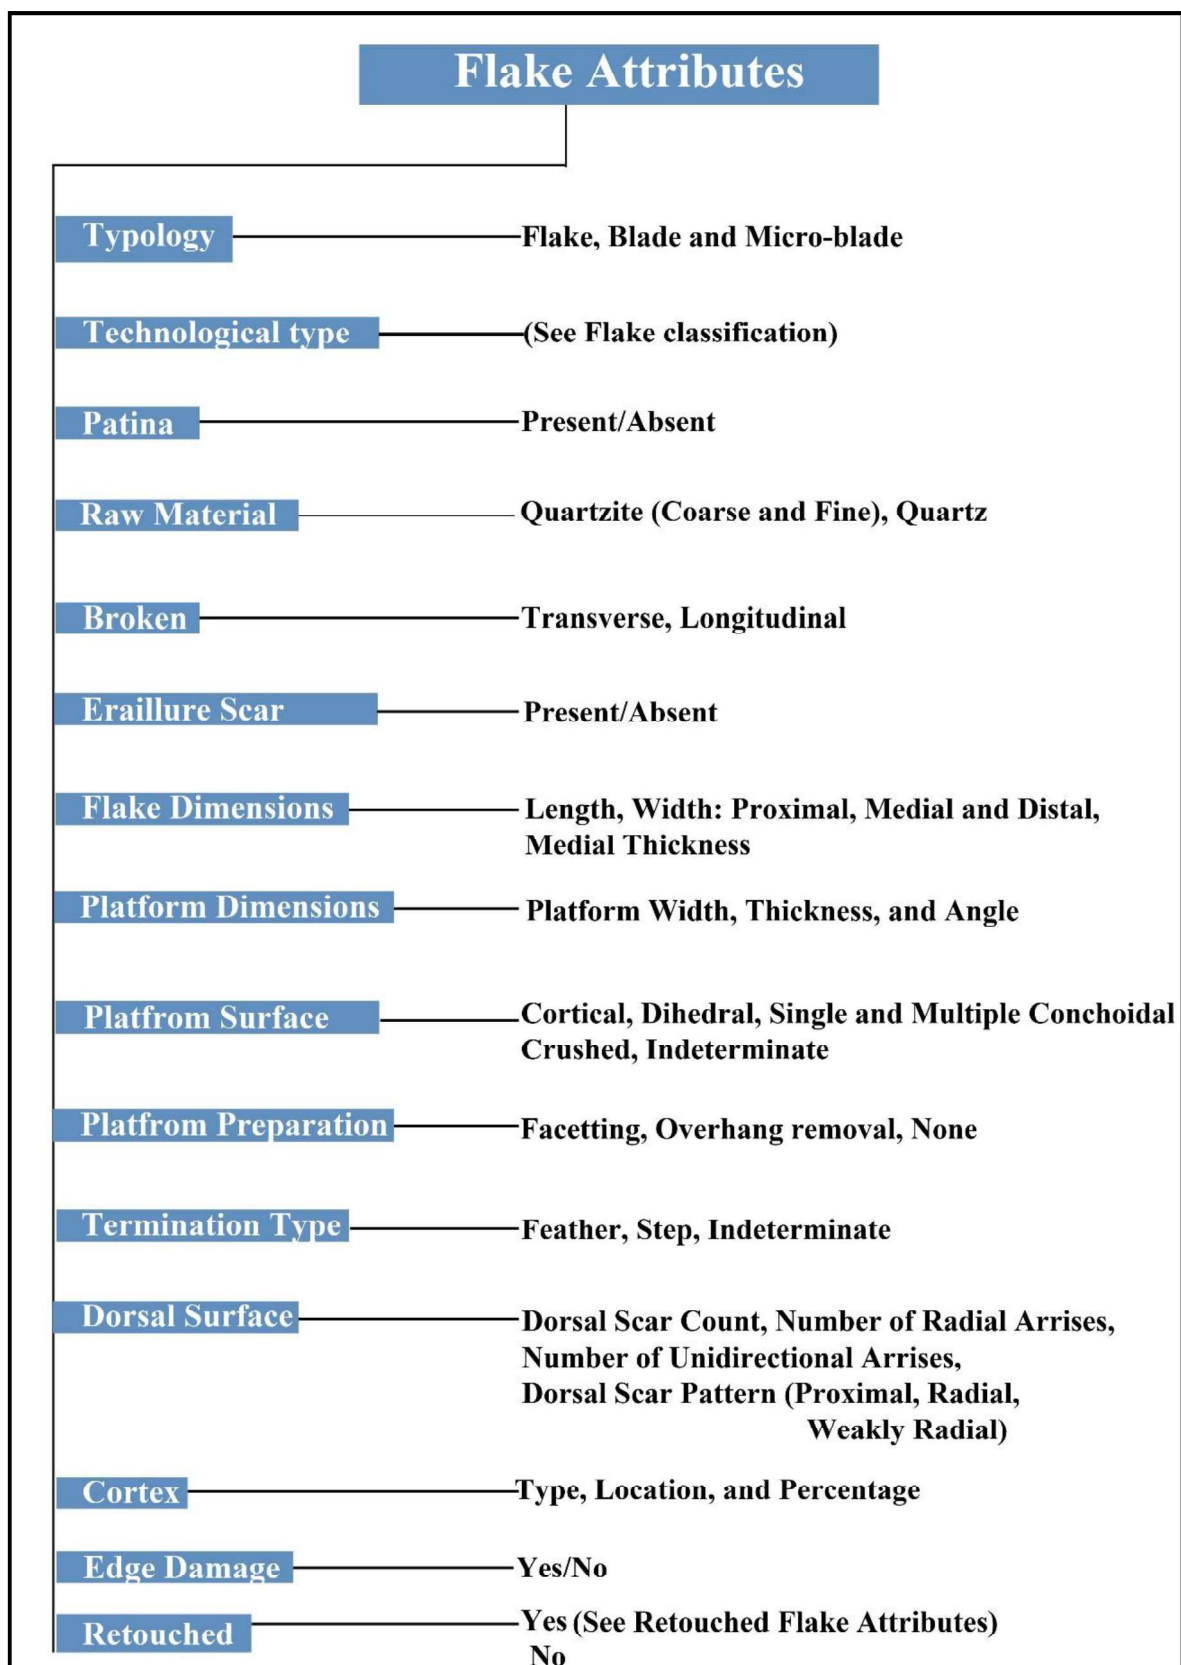 Flake Attributes
Typology Flake, Blade and Micro-blade
Technological type (See Flake classification)
Patina Present/Absent
Raw Material Quartzite (Coarse and Fine), Quartz
Broken Transverse, Longitudinal
Eraillure Scar Present/Absent
Flake Dimensions Length, Width: Proximal, Medial and Distal,
Medial Thickness
Platform Dimensions Platform Width, Thickness, and Angle
Platfrom Surface Cortical, Dihedral, Single and Multiple Conchoidal
Crushed, Indeterminate
Platfrom Preparation Facetting, Overhang removal, None
Termination Type Feather, Step, Indeterminate
Dorsal Surface Dorsal Scar Count, Number of Radial Arrises,
Number of Unidirectional Arrises,
Dorsal Scar Pattern (Proximal, Radial,
Weakly Radial)
Cortex Type, Location, and Percentage
Edge Damage Yes/No
Retouched Yes (See Retouched Flake Attributes)
No